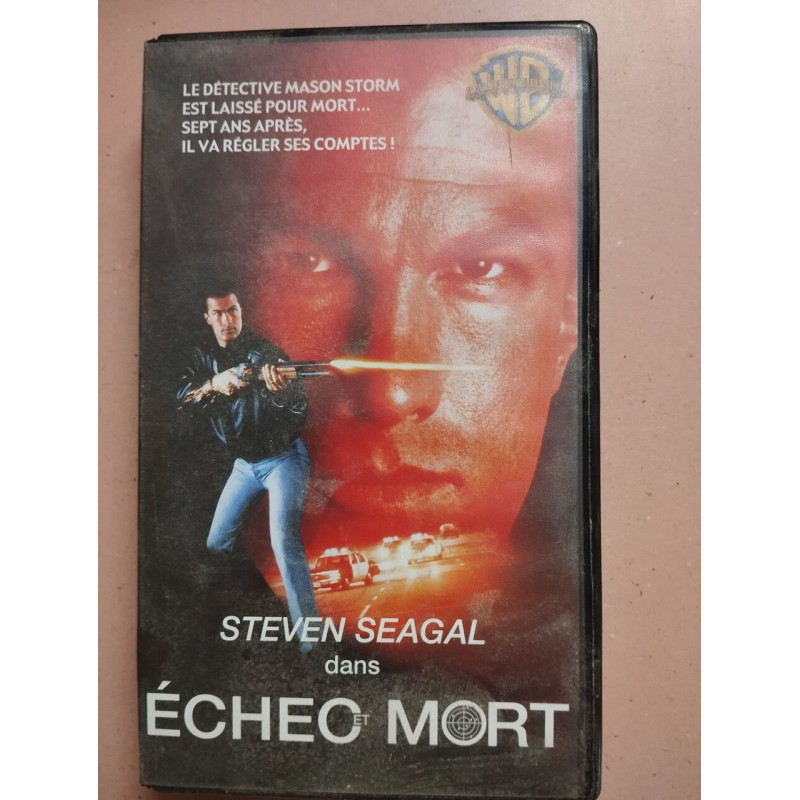 LE DÉTECTIVE MASON STORM
EST LAISSÉ POUR MORT...
SEPT ANS APRÈS,
IL VA RÉGLER SES COMPTES !
WB
STEVEN SEAGAL
dans
ÉCHEC ET MORT